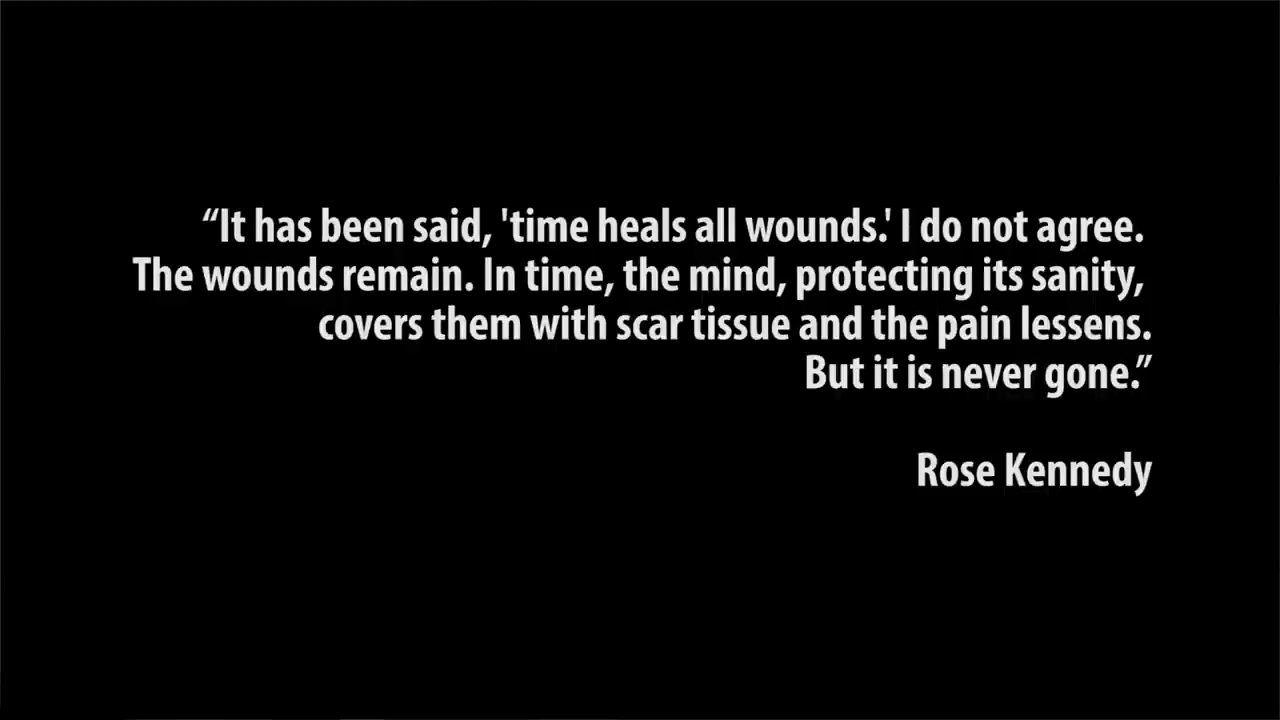 “It has been said, 'time heals all wounds.' I do not agree.
The wounds remain. In time, the mind, protecting its sanity,
covers them with scar tissue and the pain lessens.
But it is never gone.”
Rose Kennedy